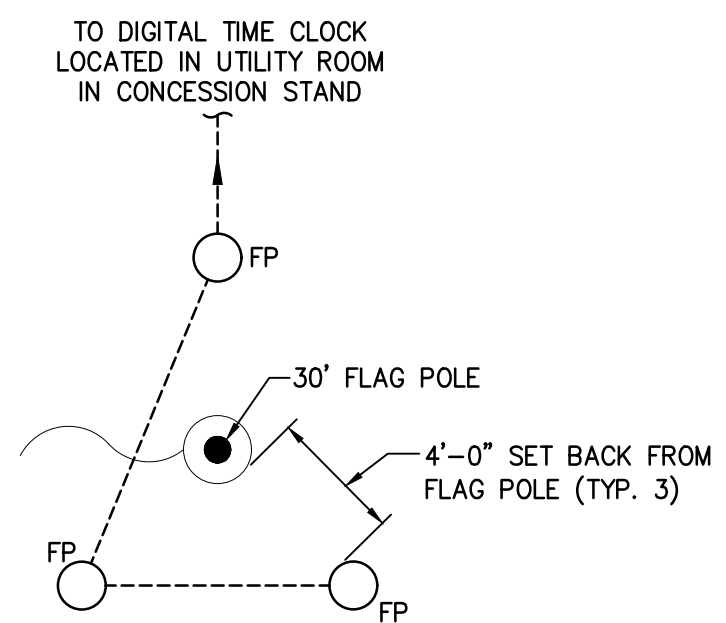 TO DIGITAL TIME CLOCK
LOCATED IN UTILITY ROOM
IN CONCESSION STAND
FP
30' FLAG POLE
4'-0" SET BACK FROM
FLAG POLE (TYP. 3)
FP
FP